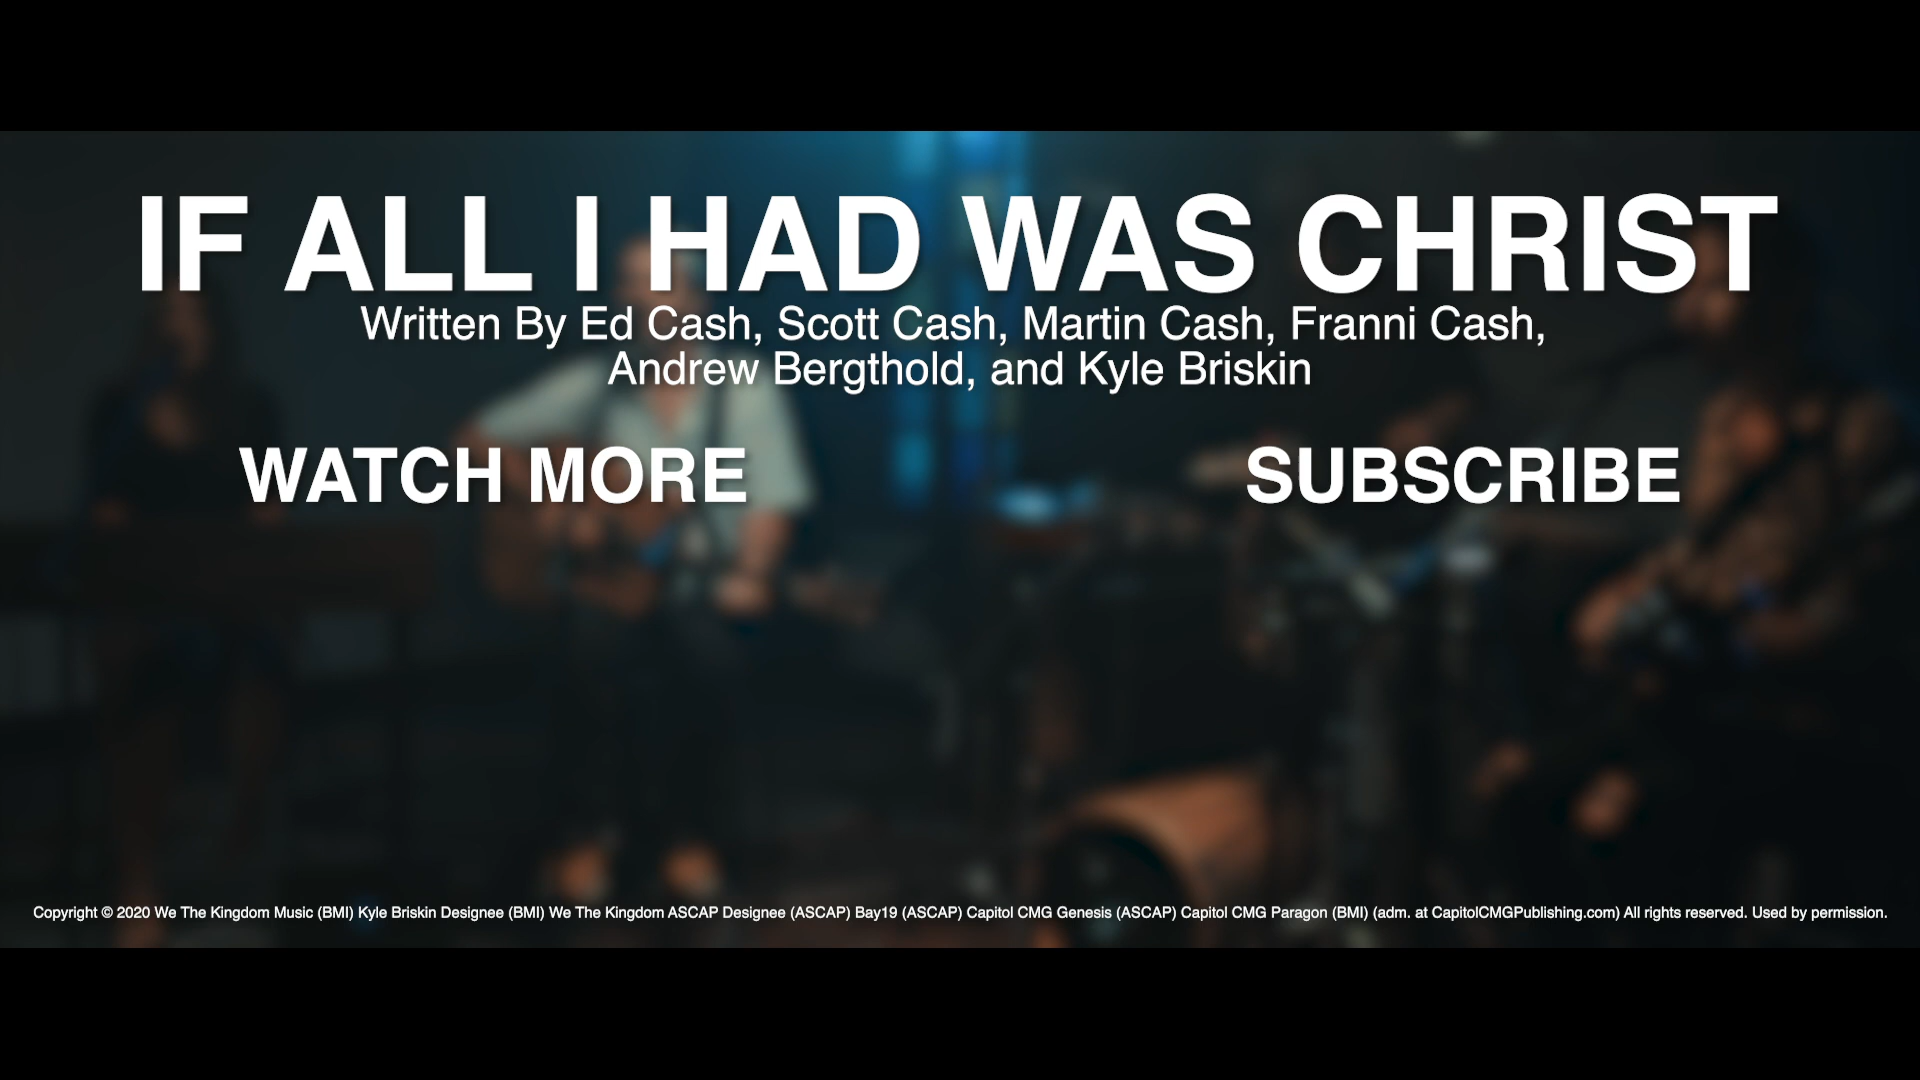 IF ALL I HAD WAS CHRIST
Written By Ed Cash, Scott Cash, Martin Cash, Franni Cash,
Andrew Bergthold, and Kyle Briskin
WATCH MORE
SUBSCRIBE
Copyright © 2020 We The Kingdom Music (BMI) Kyle Briskin Designee (BMI) We The Kingdom ASCAP Designee (ASCAP) Bay19 (ASCAP) Capitol CMG Genesis (ASCAP) Capitol CMG Paragon (BMI) (adm. at CapitolCMGPublishing.com) All rights reserved. Used by permission.